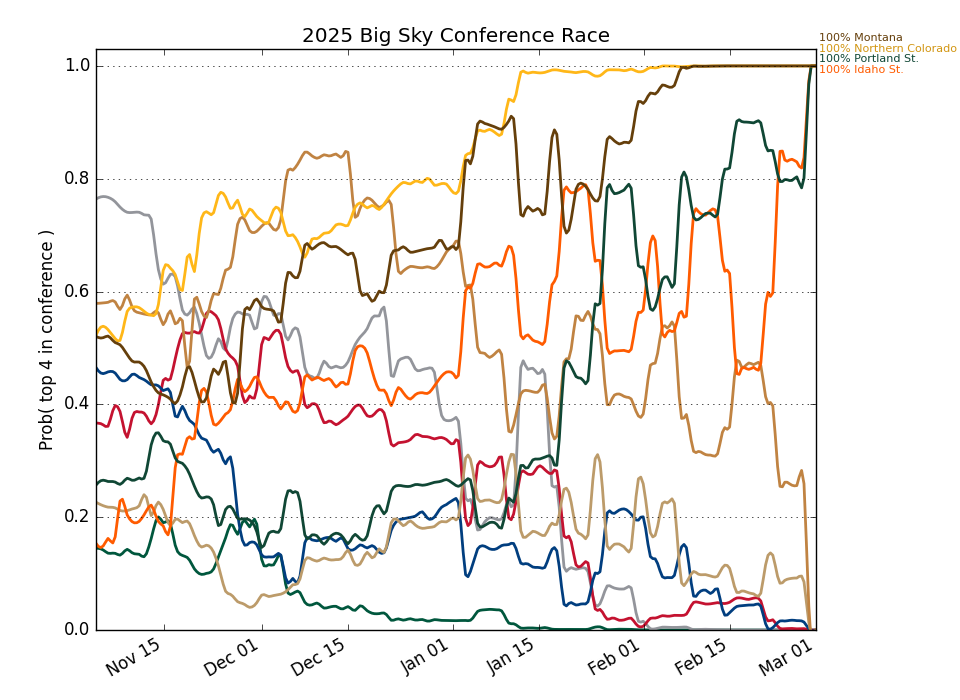 2025 Big Sky Conference Race
100% Montana
100% Northern Colorado
100% Portland St.
100% Idaho St.
Prob( top 4 in conference )
1.0
0.8
0.6
0.4
0.2
0.0
Nov 15
Dec 01
Dec 15
Jan 01
Jan 15
Feb 01
Feb 15
Mar 01